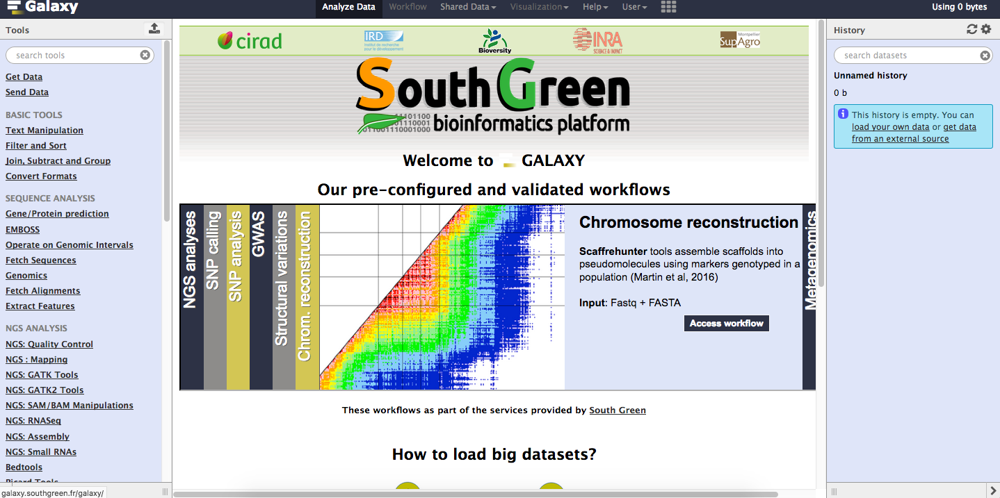 Galaxy
Analyze Data
Workflow
Shared Data
Visualization
Help
User
Using 0 bytes
Tools
search tools
Get Data
Send Data
BASIC TOOLS
Text Manipulation
Filter and Sort
Join, Subtract and Group
Convert Formats
SEQUENCE ANALYSIS
Gene/Protein prediction
EMBOSS
Operate on Genomic Intervals
Fetch Sequences
Genomics
Fetch Alignments
Extract Features
NGS ANALYSIS
NGS: Quality Control
NGS : Mapping
NGS: GATK Tools
NGS: GATK2 Tools
NGS: SAM/BAM Manipulations
NGS: RNASeq
NGS: Assembly
NGS: Small RNAs
Bedtools
Picard Tools
galaxy.southgreen.fr/galaxy/
cirad
IRD
Institut de recherche
pour le développement
Bioversity
INRA
SCIENCE & IMPACT
Montpellier
SupAgro
SouthGreen
11101100
01110001
011001110001000
bioinformatics platform
Welcome to GALAXY
Our pre-configured and validated workflows
NGS analyses
SNP calling
SNP analysis
GWAS
Structural variations
Chrom. reconstruction
Chromosome reconstruction
Scaffrehunter tools assemble scaffolds into
pseudomolecules using markers genotyped in a
population (Martin et al, 2016)
Input: Fastq + FASTA
Access workflow
Metagenomics
These workflows as part of the services provided by South Green
How to load big datasets?
History
search datasets
Unnamed history
0 b
This history is empty. You can
load your own data or get data
from an external source